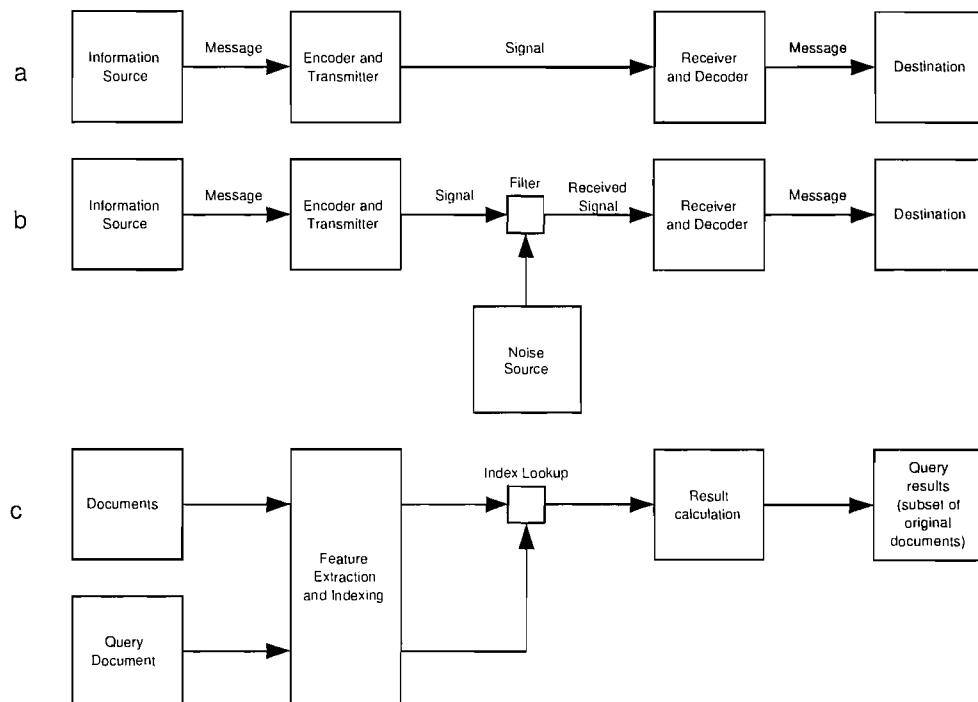 a
Information
Source
Message
Encoder and
Transmitter
Signal
Receiver
and Decoder
Message
Destination
b
Information
Source
Message
Encoder and
Transmitter
Signal
Filter
Received
Signal
Receiver
and Decoder
Message
Destination
Noise
Source
c
Documents
Query
Document
Feature
Extraction
and Indexing
Index Lookup
Result
calculation
Query
results
(subset of
original
documents)